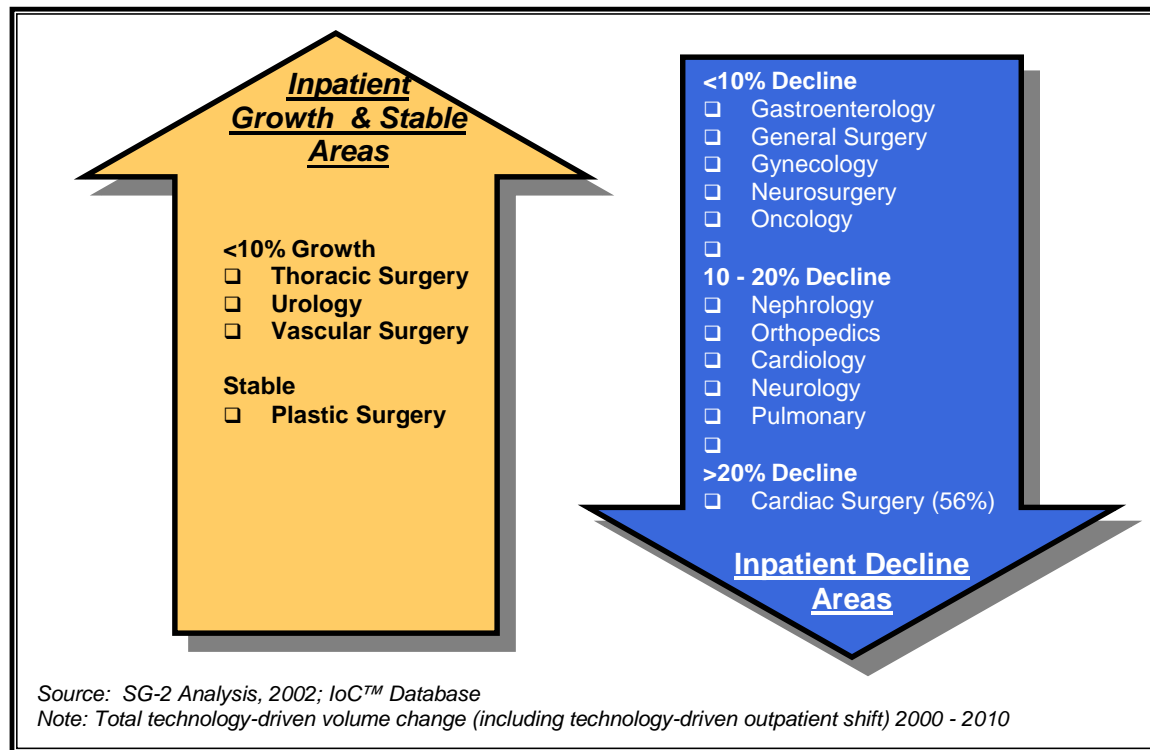 Inpatient
Growth & Stable
Areas
<10% Growth
❑ Thoracic Surgery
❑ Urology
❑ Vascular Surgery
Stable
❑ Plastic Surgery
<10% Decline
❑ Gastroenterology
❑ General Surgery
❑ Gynecology
❑ Neurosurgery
❑ Oncology
❑
10 - 20% Decline
❑ Nephrology
❑ Orthopedics
❑ Cardiology
❑ Neurology
❑ Pulmonary
❑
>20% Decline
❑ Cardiac Surgery (56%)
Inpatient Decline
Areas
Source: SG-2 Analysis, 2002; IoC™ Database
Note: Total technology-driven volume change (including technology-driven outpatient shift) 2000 - 2010